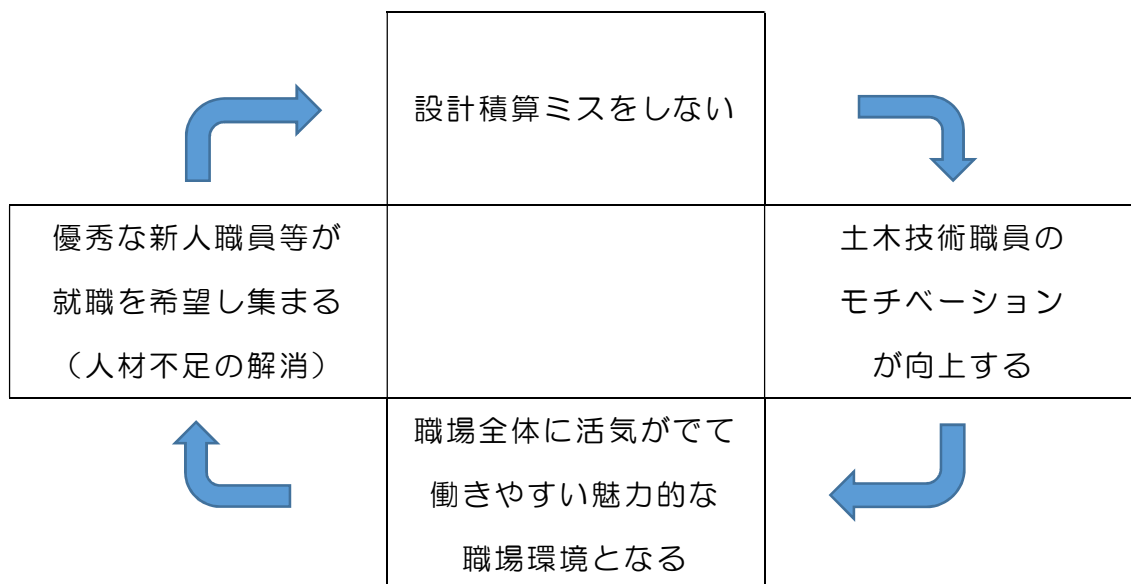 設計積算ミスをしない
優秀な新人職員等が
就職を希望し集まる
（人材不足の解消）
土木技術職員の
モチベーション
が向上する
職場全体に活気がでて
働きやすい魅力的な
職場環境となる